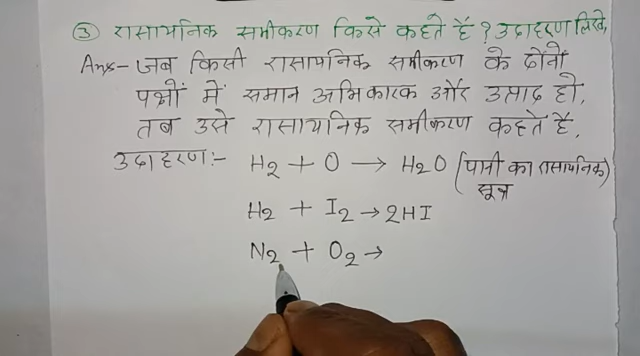 ③ रासायनिक समीकरण किसे कहते है? उदाहरण लिखे,
Ans- जब किसी रासायनिक समीकरण के दोनों
पक्षों में समान अभिकारक और उत्पाद हो,
तब उसे रासायनिक समीकरण कहते है,
उदाहरण:- H2 + O → H2O (पानी का रासायनिक)
सूत्र
H2 + I2 → 2HI
N2 + O2 →